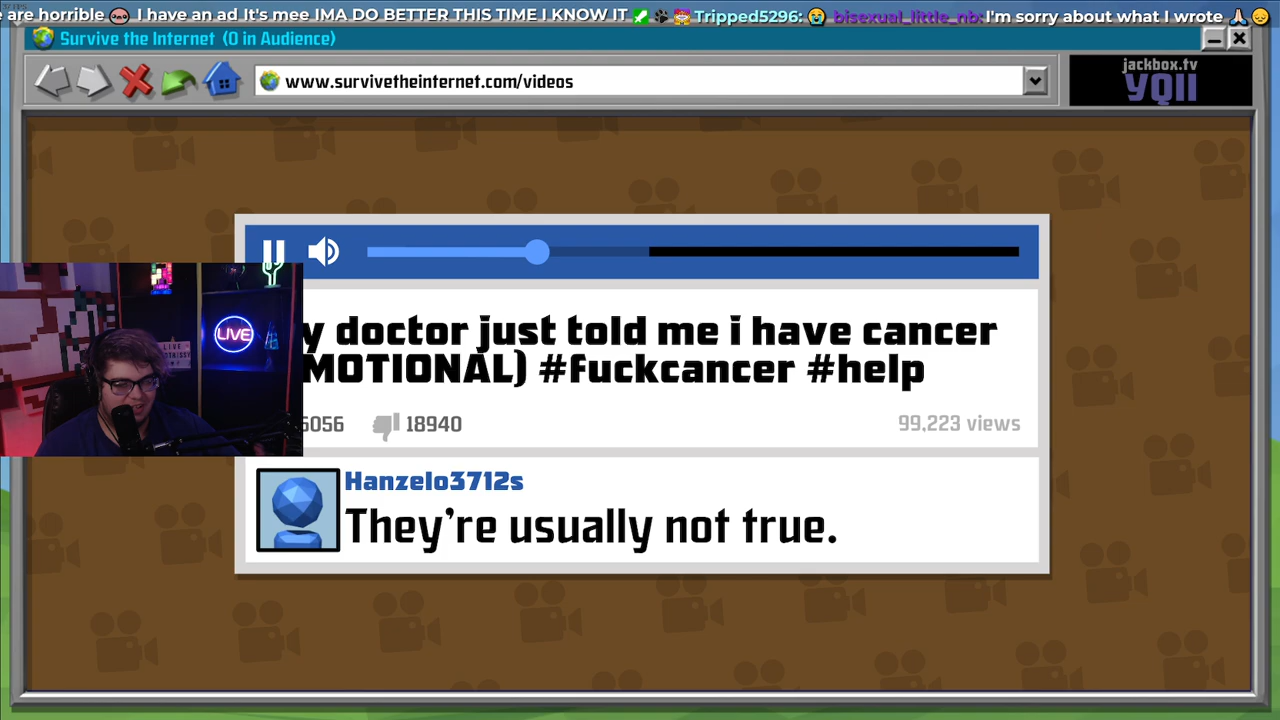 are horrible I have an ad It's mee IMA DO BETTER THIS TIME I KNOW IT Tripped5296: bisexual_little_nb: I'm sorry about what I wrote
Survive the Internet (0 in Audience)
www.survivetheinternet.com/videos
jackbox.tv
YQII
LIVE
y doctor just told me i have cancer
MOTIONAL) #fuckcancer #help
6056 18940 99,223 views
Hanzelo3712s
They're usually not true.